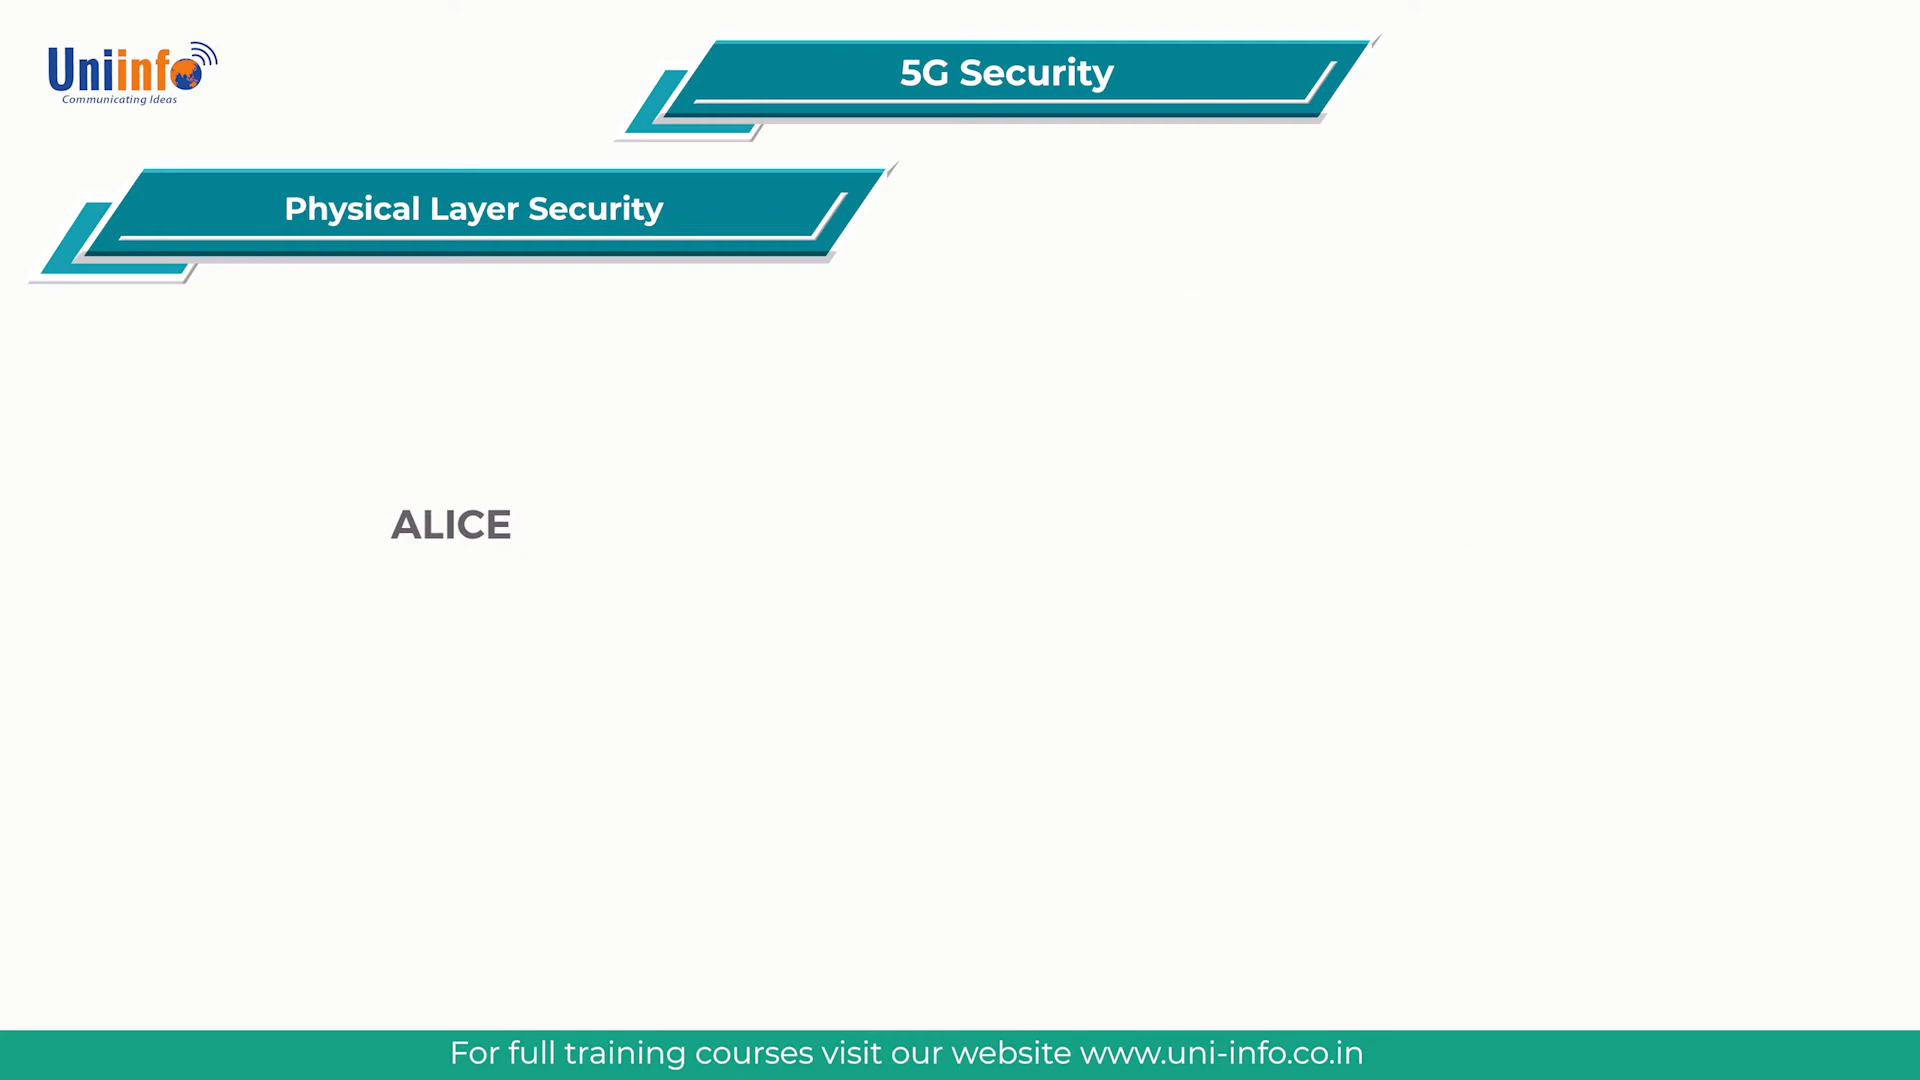 Uniinfo
Communicating Ideas
5G Security
Physical Layer Security
ALICE
For full training courses visit our website www.uni-info.co.in